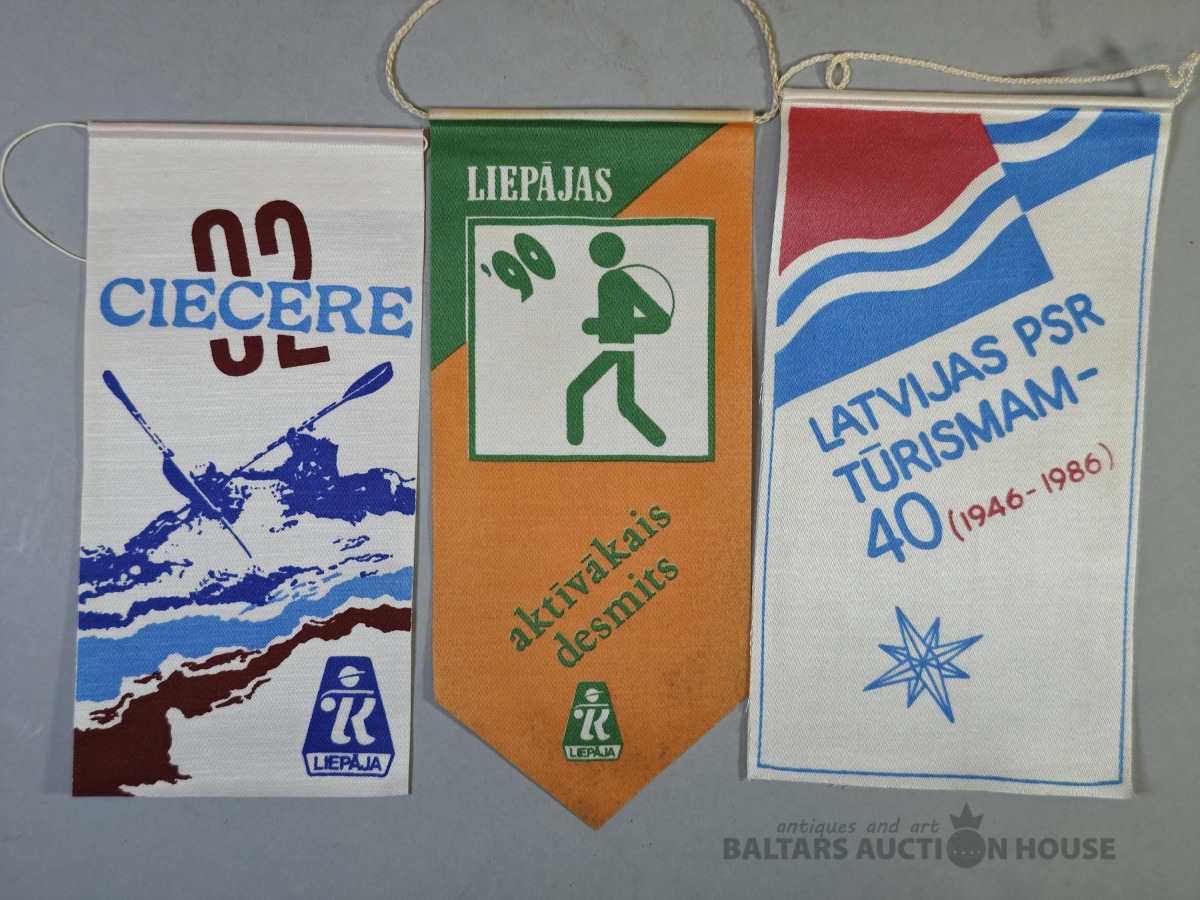 92
CIECERE
LIEPĀJA
LIEPĀJAS
'90
aktīvākais
desmits
LIEPĀJA
LATVIJAS PSR
TŪRISMAM-
40 (1946-1986)
antiques and art
BALTARS AUCTION HOUSE